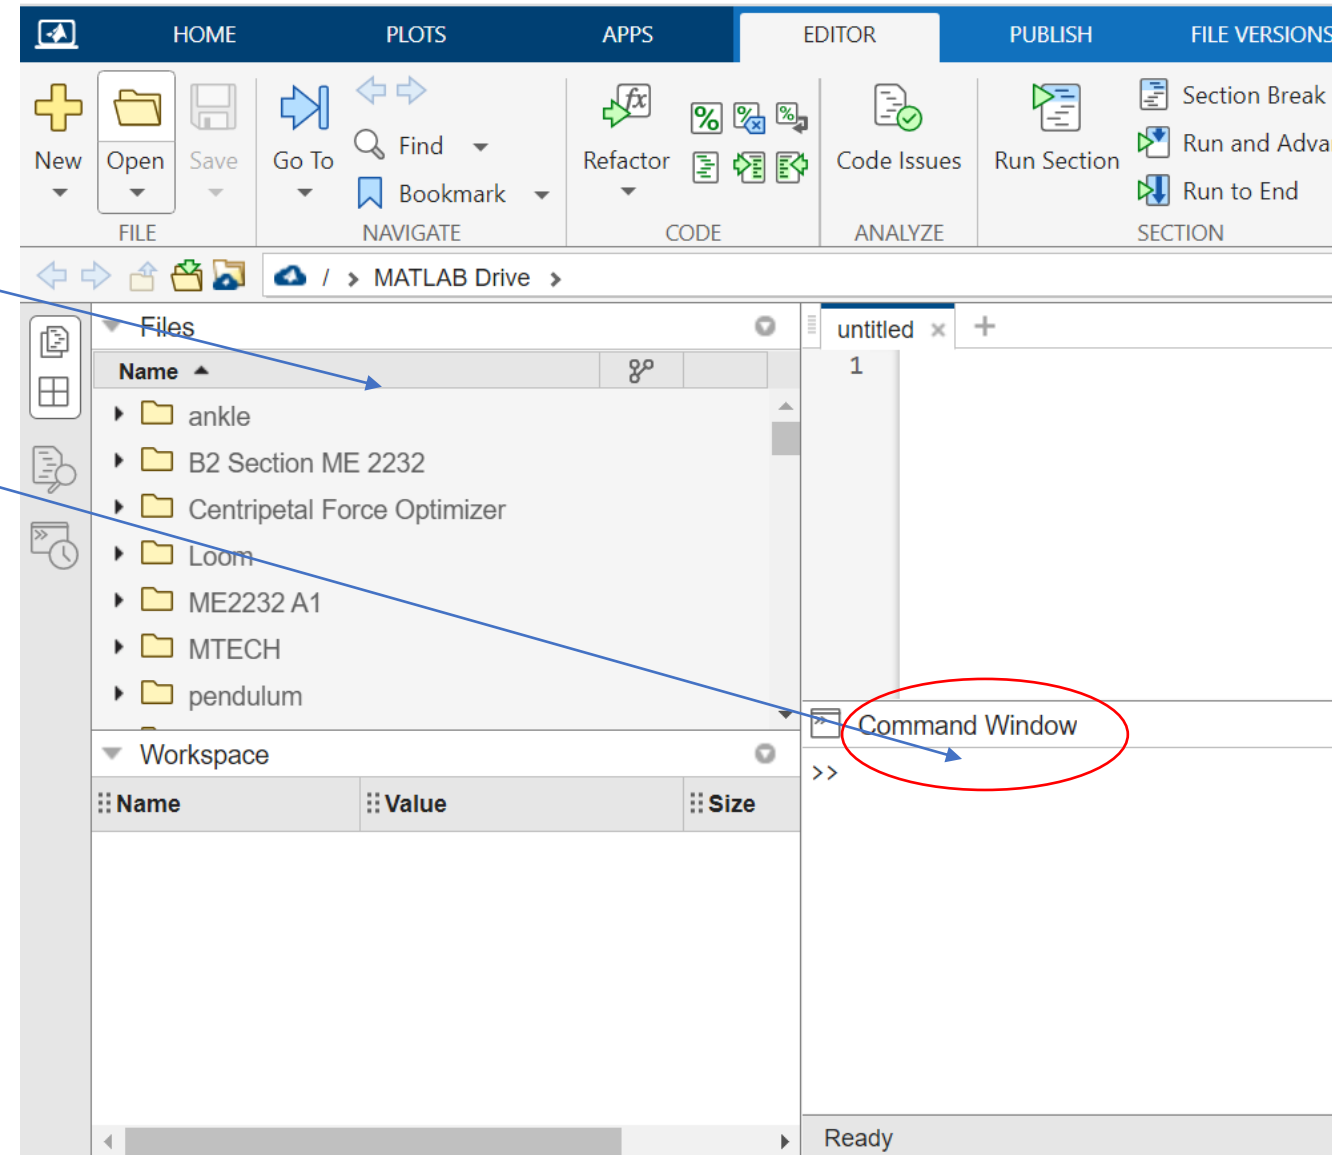 HOME PLOTS APPS EDITOR PUBLISH FILE VERSIONS
New Open Save Go To Find Bookmark Refactor fx Code Issues Run Section Section Break
Run and Adva
Run to End
FILE NAVIGATE CODE ANALYZE SECTION
/ > MATLAB Drive >
Files
Name
ankle
B2 Section ME 2232
Centripetal Force Optimizer
Loom
ME2232 A1
MTECH
pendulum
Workspace
Name Value Size
untitled × +
1
Command Window
>>
Ready